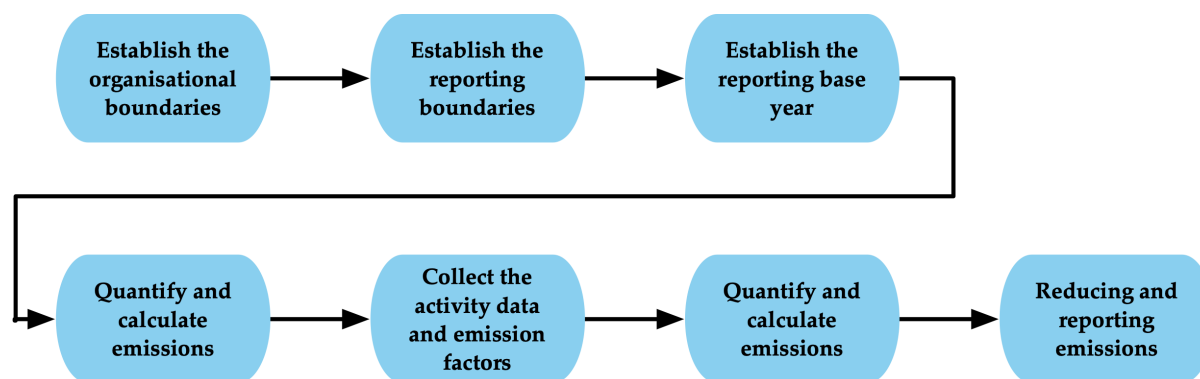 Establish the
organisational
boundaries
Establish the
reporting
boundaries
Establish the
reporting base
year
Quantify and
calculate
emissions
Collect the
activity data
and emission
factors
Quantify and
calculate
emissions
Reducing and
reporting
emissions